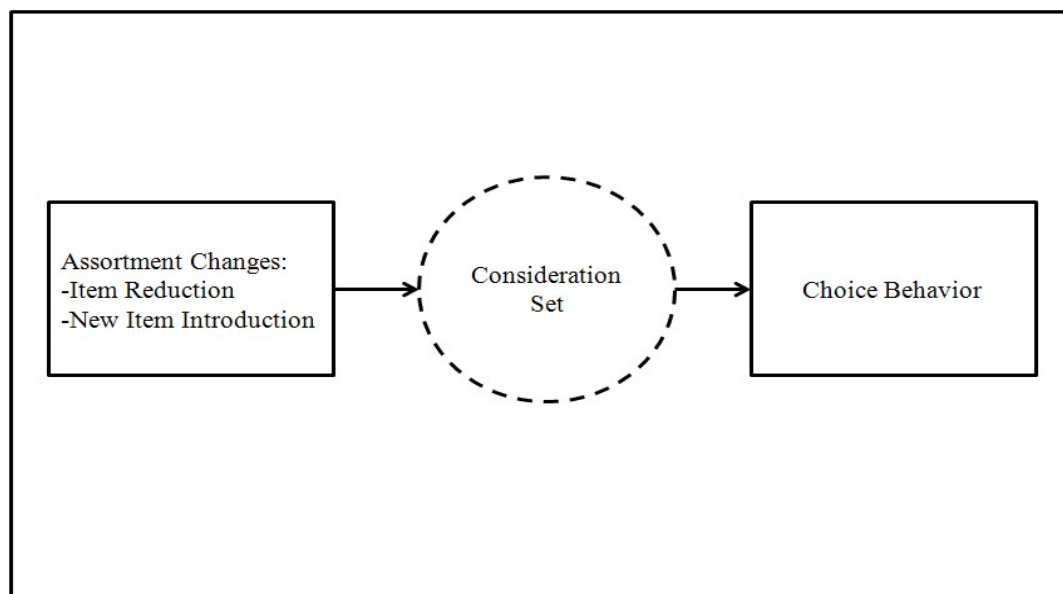 Assortment Changes:
-Item Reduction
-New Item Introduction
Consideration
Set
Choice Behavior